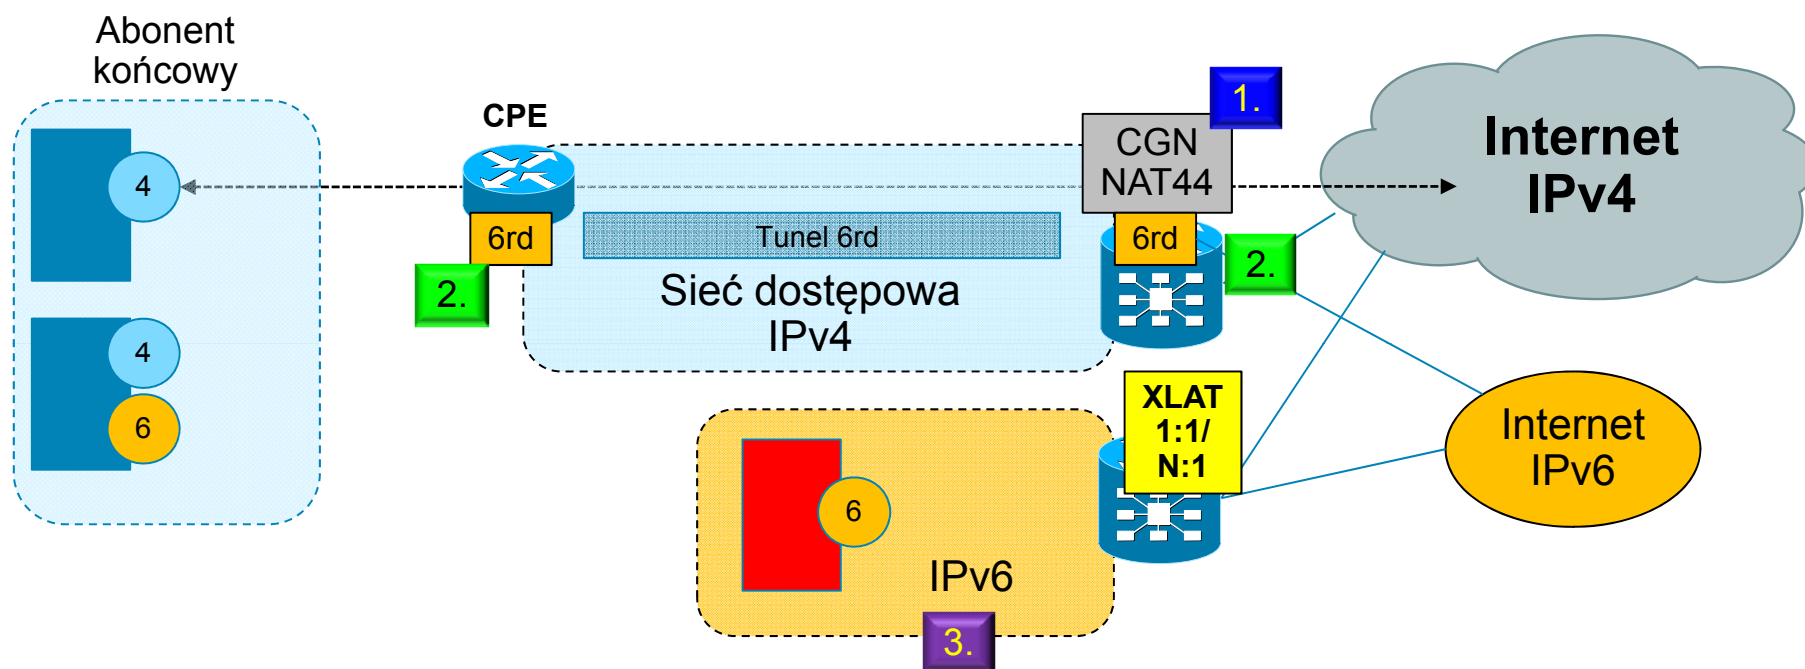 Abonent
końcowy
4
4
6
CPE
6rd
2.
Tunel 6rd
Sieć dostępowa
IPv4
1.
CGN
NAT44
6rd
2.
Internet
IPv4
XLAT
1:1/
N:1
6
IPv6
3.
Internet
IPv6